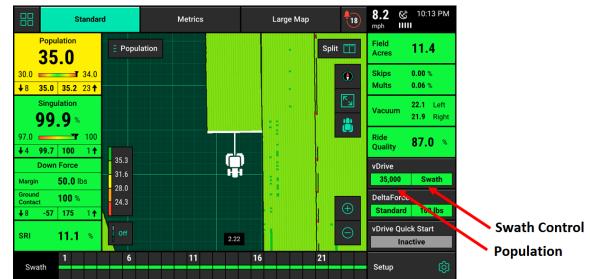 Standard Metrics Large Map 18 8.2 mph 10:13 PM
Population
35.0
30.0 34.0
8 35.0 35.2 23
Singulation
99.9 %
97.0 100
4 99.7 100 1
Down Force
Margin 50.0 lbs
Ground Contact 100 %
8 -57 175 1
SRI 11.1 %
Population
Split
35.3
31.6
28.0
24.3
Off
2.22
Field Acres 11.4
Skips 0.00 %
Mults 0.06 %
Vacuum 22.1 Left
21.9 Right
Ride Quality 87.0 %
vDrive
35,000 Swath
DeltaForce
Standard lbs
vDrive Quick Start
Inactive
Swath 1 6 11 16 21
Setup
Swath Control
Population